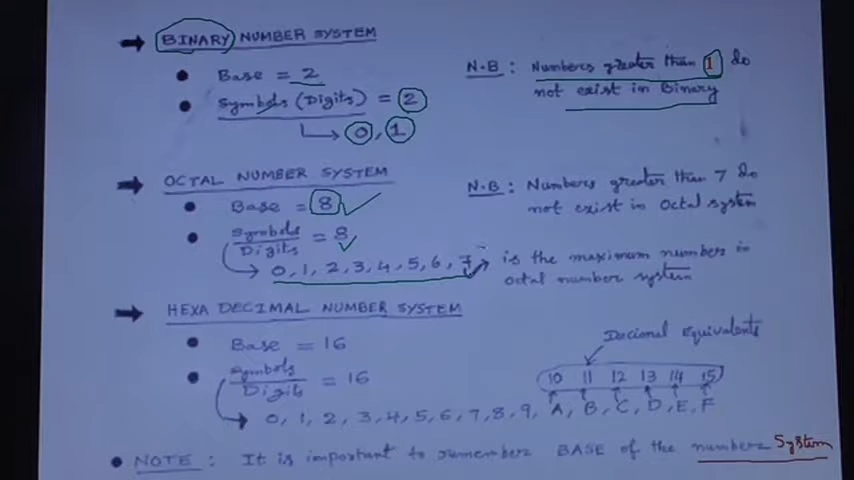 BINARY NUMBER SYSTEM
Base = 2
Symbols (Digits) = 2
0, 1
N.B : Numbers greater than 1 do
not exist in Binary
OCTAL NUMBER SYSTEM
Base = 8
Symbols
Digits = 8
0, 1, 2, 3, 4, 5, 6, 7
N.B : Numbers greater than 7 do
not exist in Octal system
is the maximum number in
octal number system
HEXA DECIMAL NUMBER SYSTEM
Base = 16
Symbols
Digit = 16
Decimal Equivalents
10 11 12 13 14 15
0, 1, 2, 3, 4, 5, 6, 7, 8, 9, A, B, C, D, E, F
NOTE : It is important to remember BASE of the number System